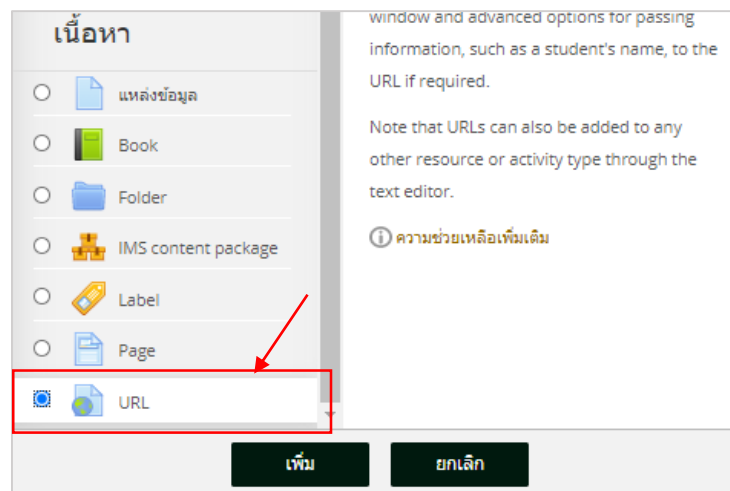 เนื้อหา
แหล่งข้อมูล
Book
Folder
IMS content package
Label
Page
URL
window and advanced options for passing
information, such as a student's name, to the
URL if required.
Note that URLs can also be added to any
other resource or activity type through the
text editor.
ความช่วยเหลือเพิ่มเติม
เพิ่ม
ยกเลิก